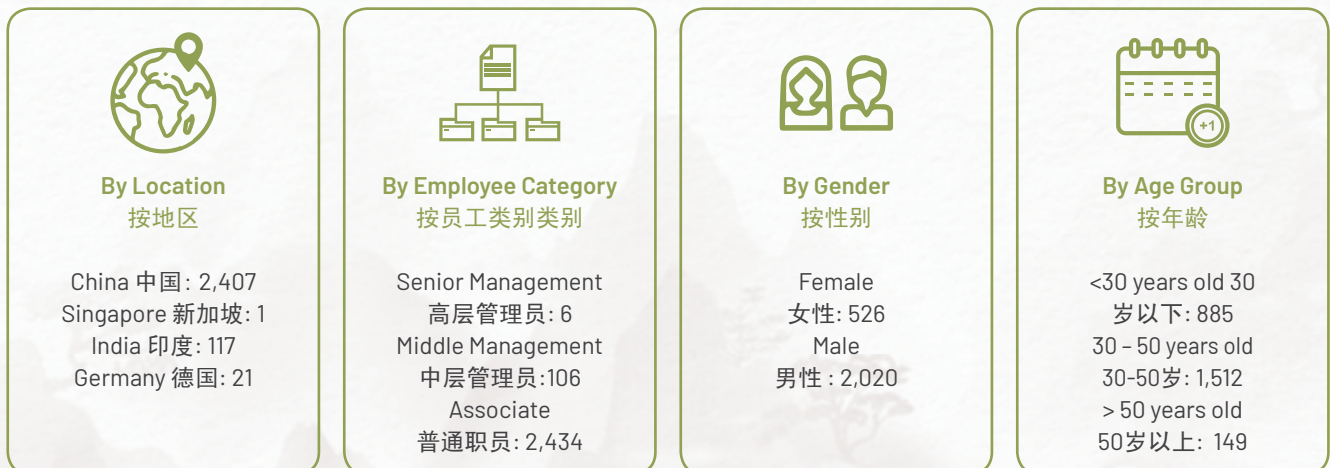 +1
By Location
按地区
China 中国: 2,407
Singapore 新加坡: 1
India 印度: 117
Germany 德国: 21
By Employee Category
按员工类别类别
Senior Management
高层管理员: 6
Middle Management
中层管理员:106
Associate
普通职员: 2,434
By Gender
按性别
Female
女性: 526
Male
男性 : 2,020
By Age Group
按年龄
<30 years old 30
岁以下: 885
30 – 50 years old
30-50岁: 1,512
> 50 years old
50岁以上: 149